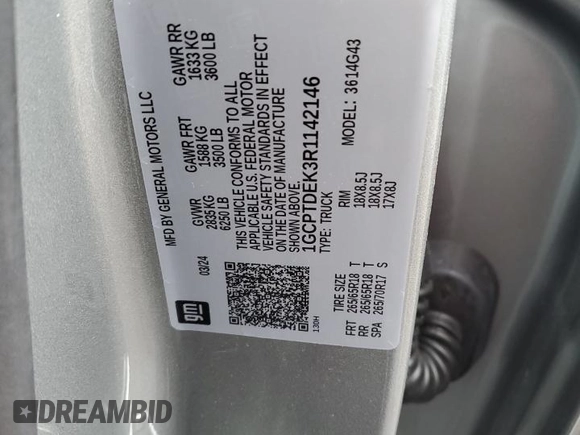 MFD BY GENERAL MOTORS LLC
03/24
GVWR
2835 KG
6250 LB
GAWR FRT
1588 KG
3500 LB
GAWR RR
1633 KG
3600 LB
THIS VEHICLE CONFORMS TO ALL
APPLICABLE U.S. FEDERAL MOTOR
VEHICLE SAFETY STANDARDS IN EFFECT
ON THE DATE OF MANUFACTURE
SHOWN ABOVE.
1GCPTDEK3R1142146
TYPE: TRUCK
MODEL: 3614G43
TIRE SIZE RIM
FRT 265/65R18 T 18X8.5J
RR 265/65R18 T 18X8.5J
SPA 265/70R17 S 17X8J
gm
130H
DREAMBID